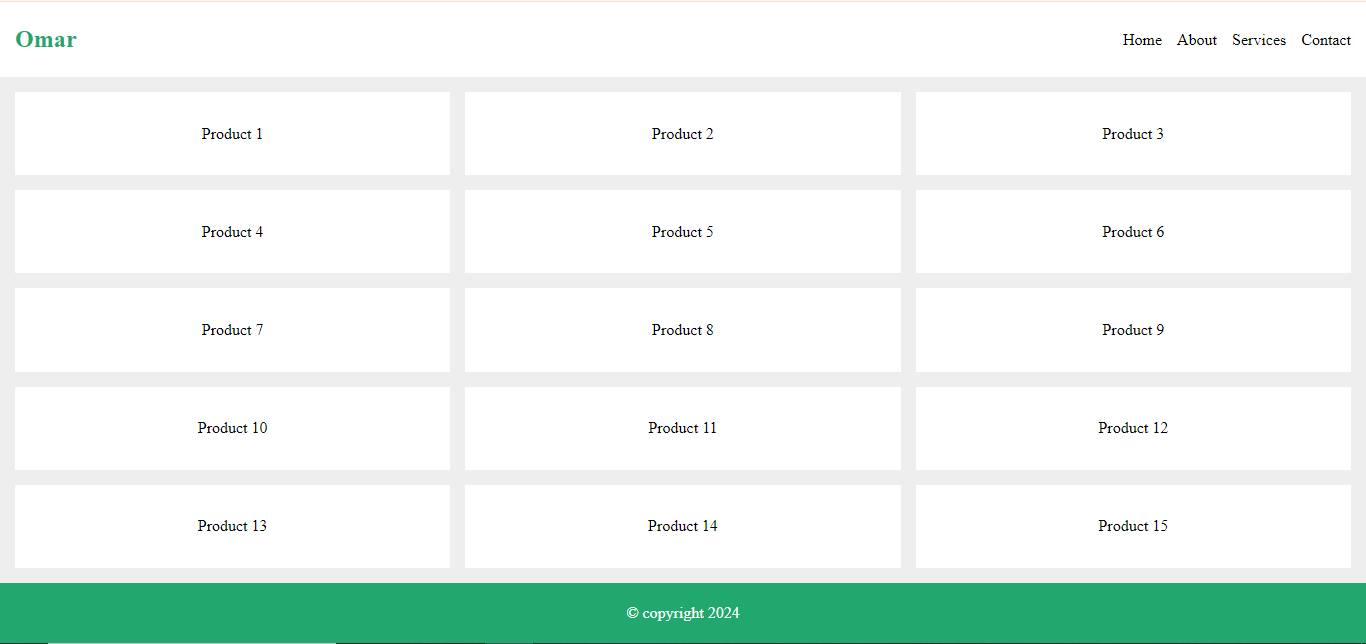 Omar
Home About Services Contact
Product 1 Product 2 Product 3
Product 4 Product 5 Product 6
Product 7 Product 8 Product 9
Product 10 Product 11 Product 12
Product 13 Product 14 Product 15
© copyright 2024